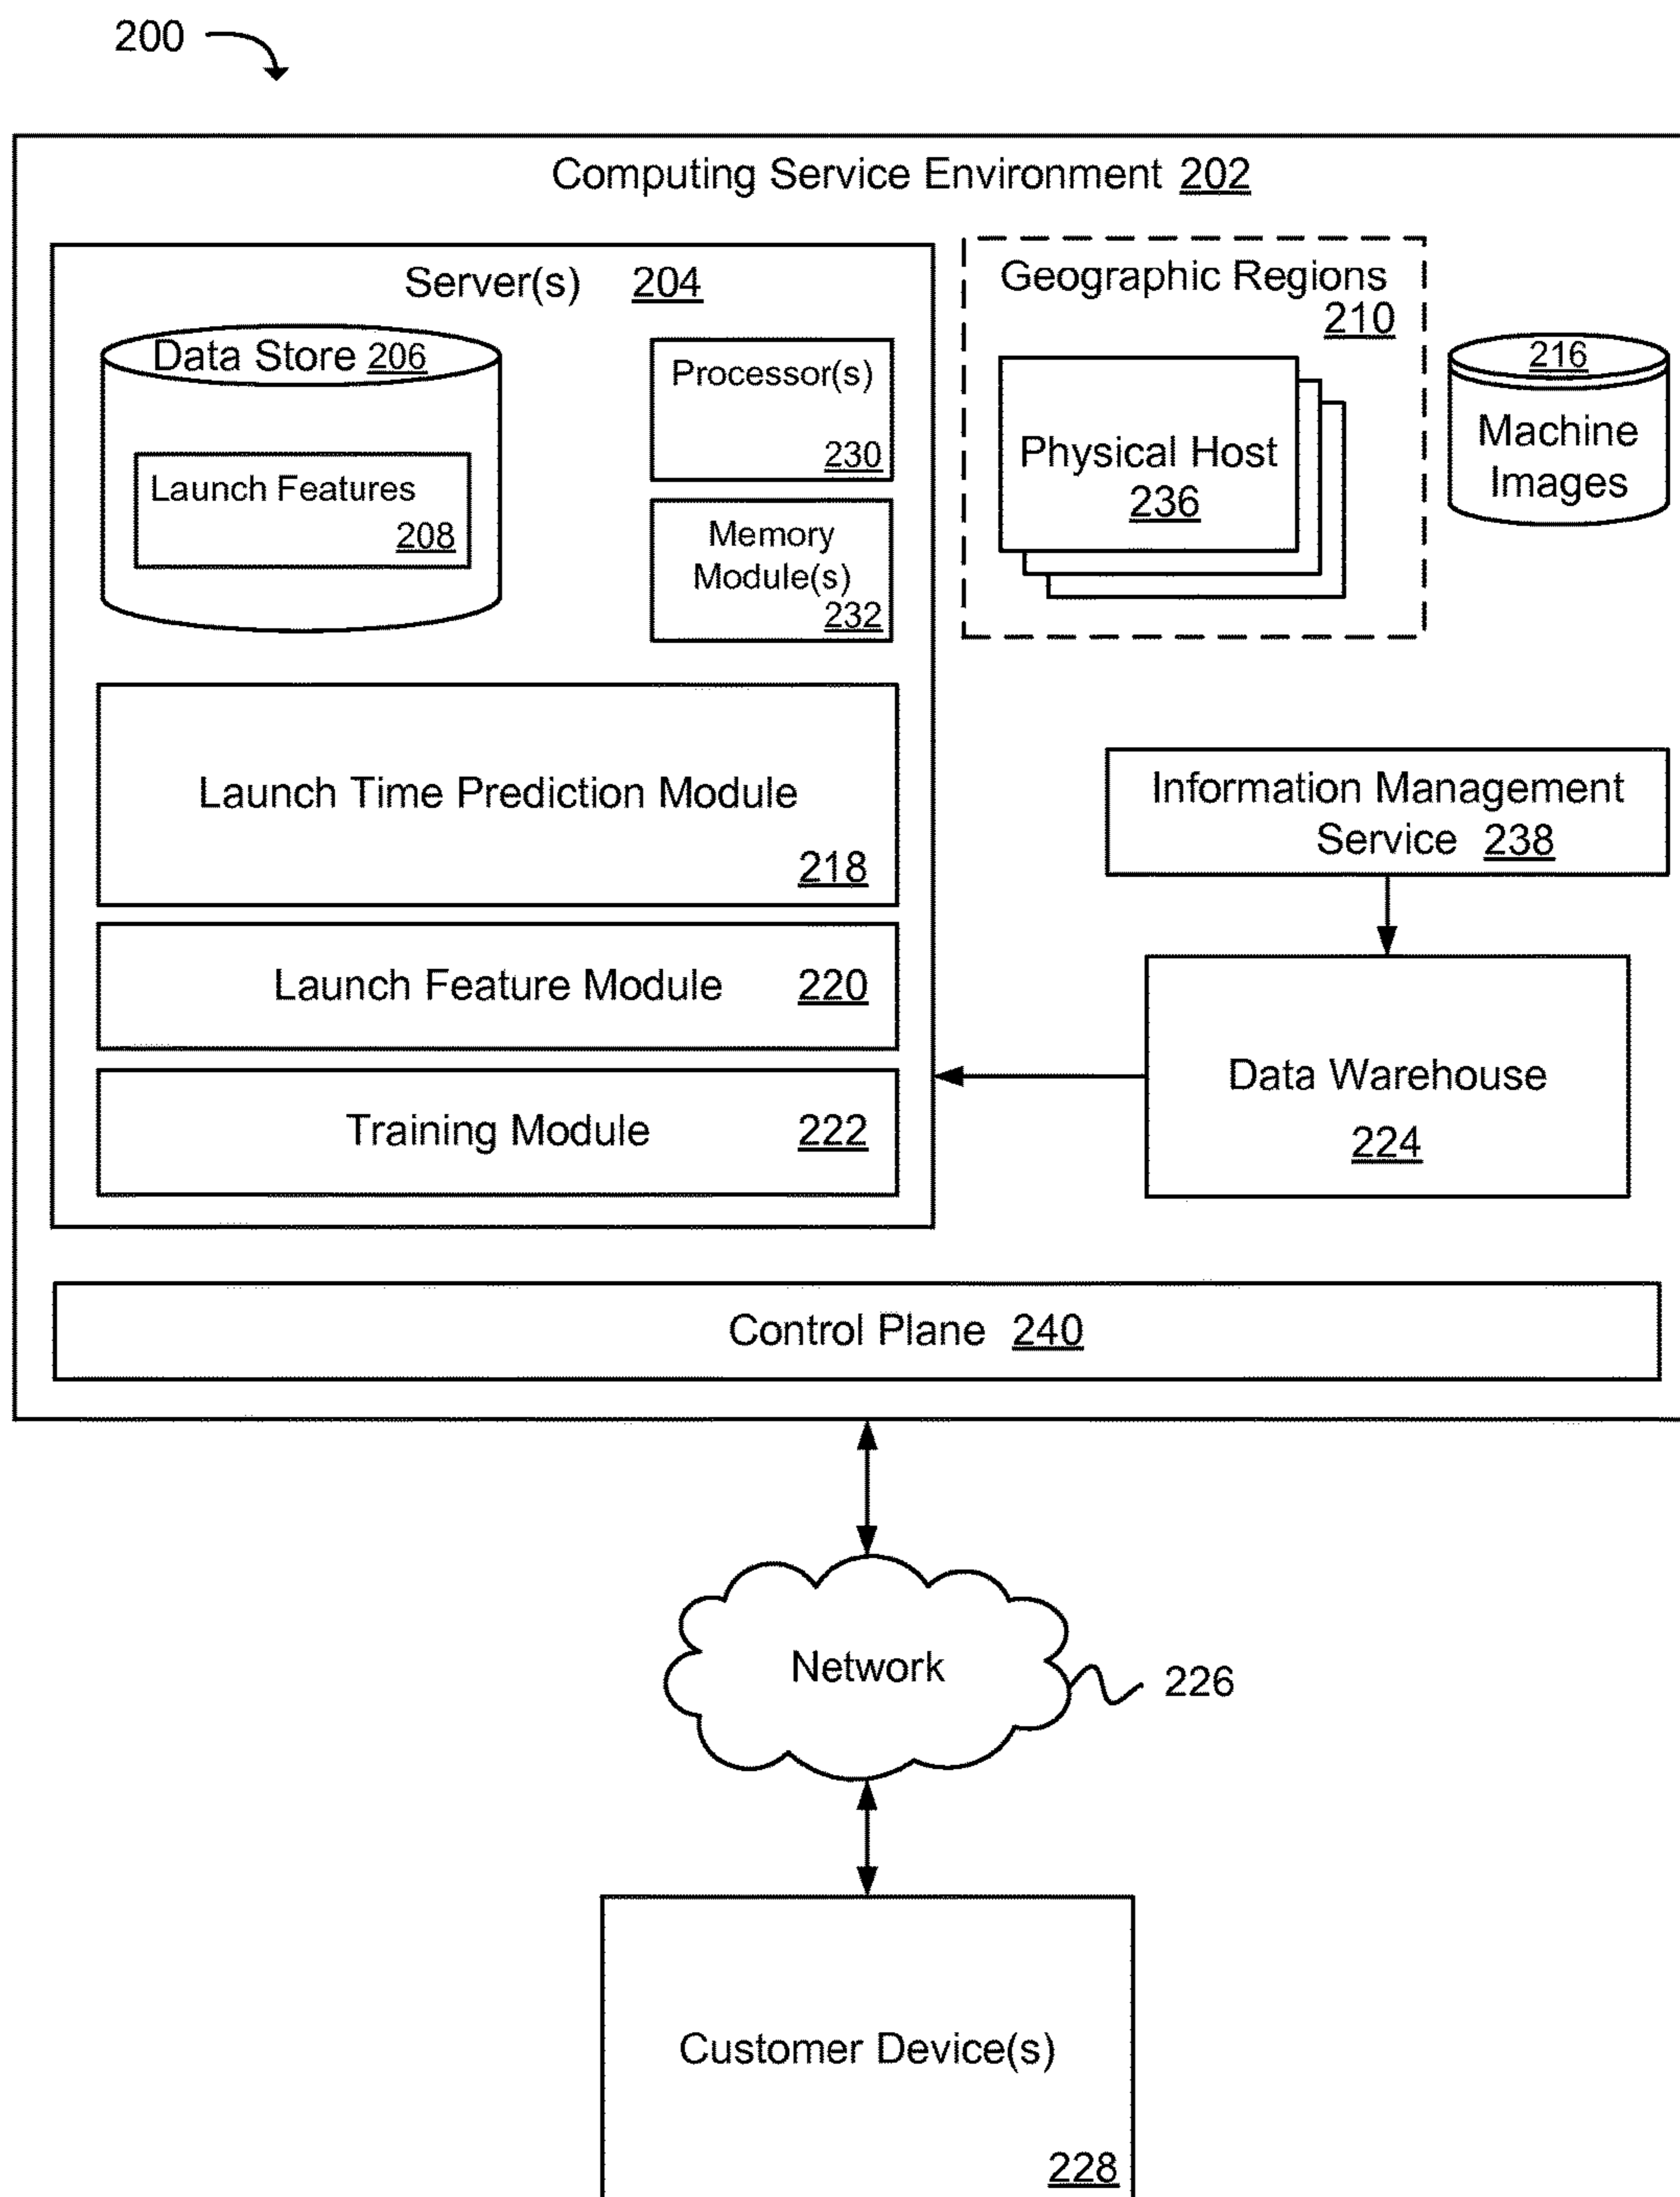 200
Computing Service Environment 202
Server(s) 204
Data Store 206
Launch Features
208
Processor(s)
230
Memory
Module(s)
232
Geographic Regions
210
Physical Host
236
216
Machine
Images
Launch Time Prediction Module
218
Launch Feature Module 220
Training Module 222
Information Management
Service 238
Data Warehouse
224
Control Plane 240
Network
226
Customer Device(s)
228